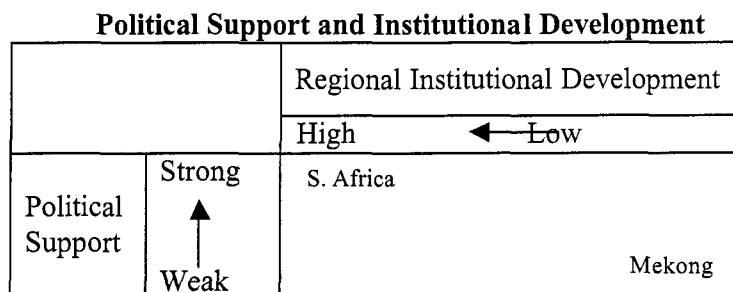 Political Support and Institutional Development
Regional Institutional Development
High Low
Strong
S. Africa
Political
Support
Weak
Mekong